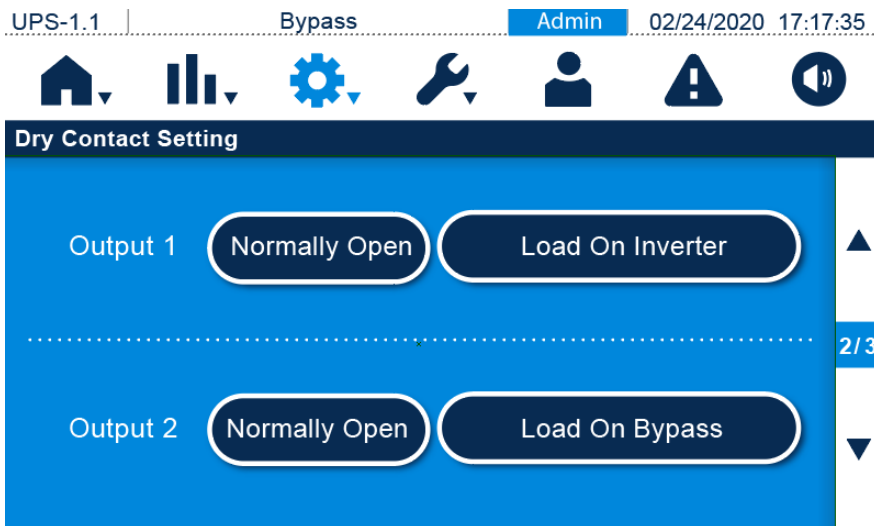 UPS-1.1 Bypass Admin 02/24/2020 17:17:35
Dry Contact Setting
Output 1 Normally Open Load On Inverter
2/3
Output 2 Normally Open Load On Bypass